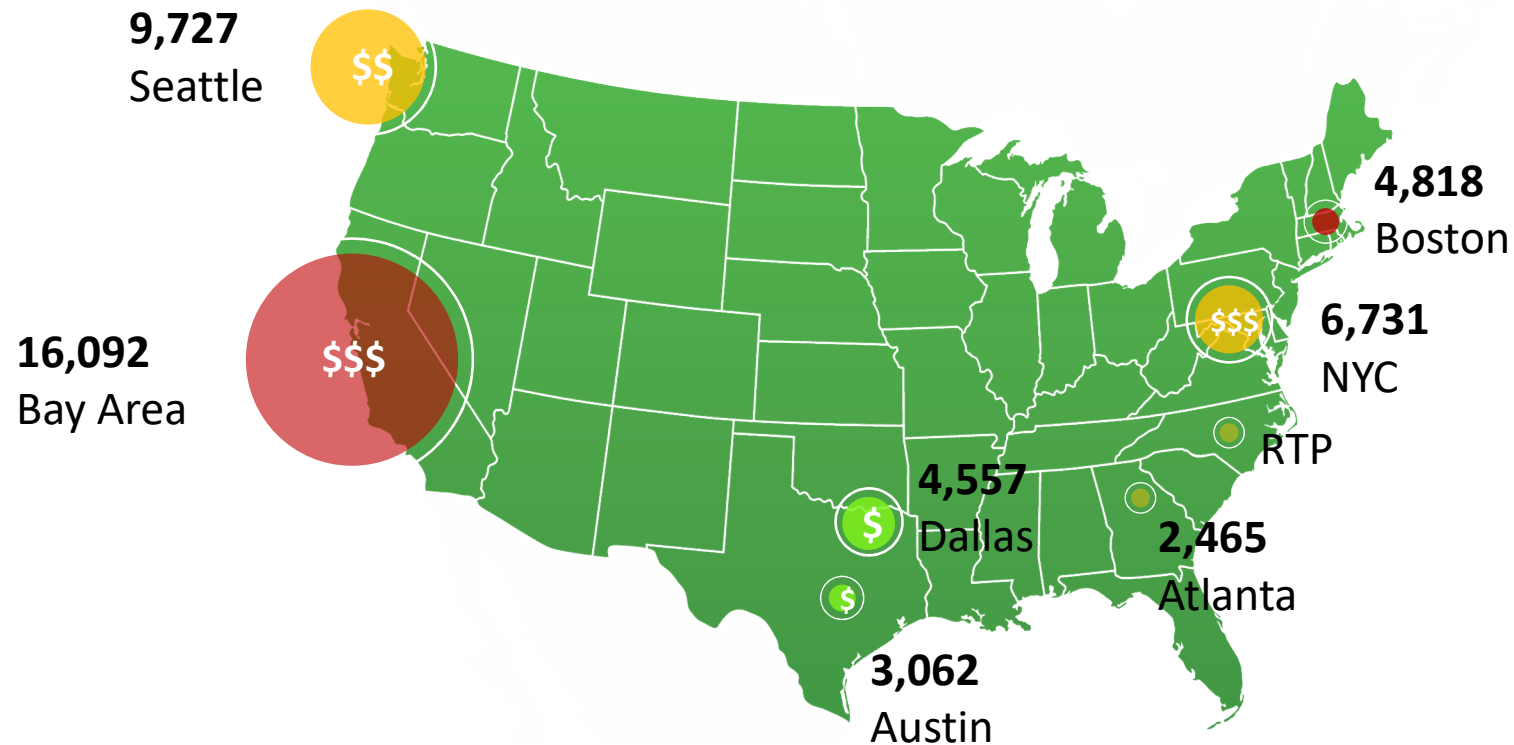 9,727
Seattle
$$
4,818
Boston
$$$
6,731
NYC
16,092
Bay Area
$$$
RTP
4,557
Dallas
$
2,465
Atlanta
$
3,062
Austin